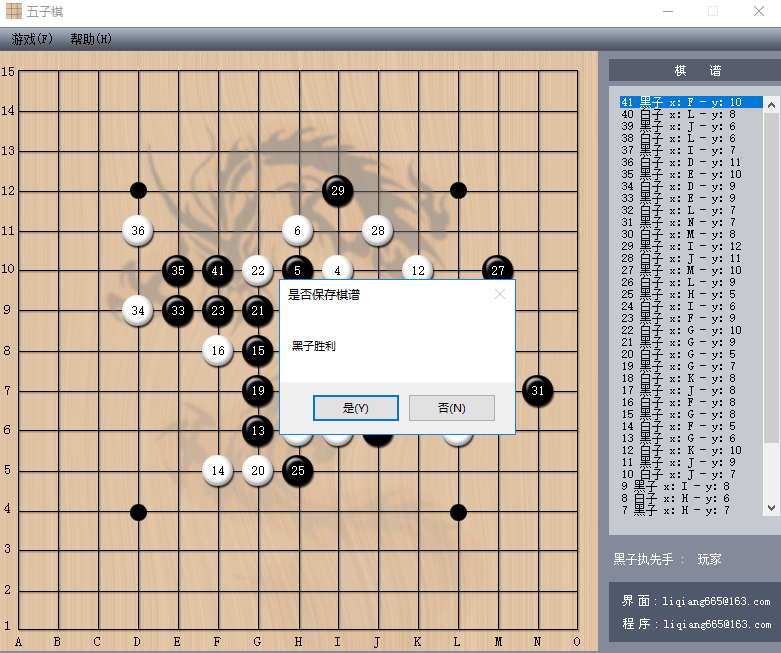 五子棋
游戏(F) 帮助(H)
15
14
13
12 29
11 36 6 28
10 35 41 22 5 4 12 27
9 34 33 23 21
8 16 15
7 19 31
6 13
5 14 20 25
4
3
2
1
A B C D E F G H I J K L M N O
是否保存棋谱
黑子胜利
是(Y) 否(N)
棋 谱
41 黑子 x: F - y: 10
40 白子 x: L - y: 8
39 黑子 x: J - y: 6
38 白子 x: L - y: 6
37 黑子 x: I - y: 7
36 白子 x: D - y: 11
35 黑子 x: E - y: 10
34 白子 x: D - y: 9
33 黑子 x: E - y: 9
32 白子 x: L - y: 7
31 黑子 x: N - y: 7
30 白子 x: M - y: 8
29 黑子 x: I - y: 12
28 白子 x: J - y: 11
27 黑子 x: M - y: 10
26 白子 x: L - y: 9
25 黑子 x: H - y: 5
24 白子 x: I - y: 6
23 黑子 x: F - y: 9
22 白子 x: G - y: 10
21 黑子 x: G - y: 9
20 白子 x: G - y: 5
19 黑子 x: G - y: 7
18 白子 x: K - y: 8
17 黑子 x: J - y: 8
16 白子 x: F - y: 8
15 黑子 x: G - y: 8
14 白子 x: F - y: 5
13 黑子 x: G - y: 6
12 白子 x: K - y: 10
11 黑子 x: J - y: 9
10 白子 x: J - y: 7
9 黑子 x: I - y: 8
8 白子 x: H - y: 6
7 黑子 x: H - y: 7
黑子执先手 : 玩家
界 面 : liqiang665@163.com
程 序 : liqiang665@163.com